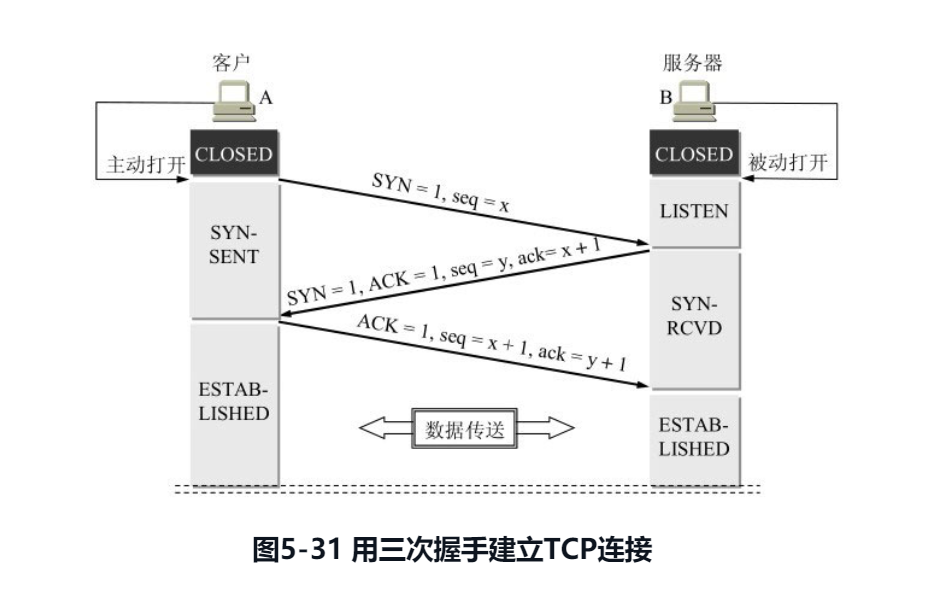 客户
服务器
A
B
CLOSED
CLOSED
主动打开
被动打开
SYN = 1, seq = x
LISTEN
SYN-
SENT
SYN = 1, ACK = 1, seq = y, ack= x + 1
SYN-
RCVD
ACK = 1, seq = x + 1, ack = y + 1
ESTAB-
LISHED
数据传送
ESTAB-
LISHED
图5-31 用三次握手建立TCP连接